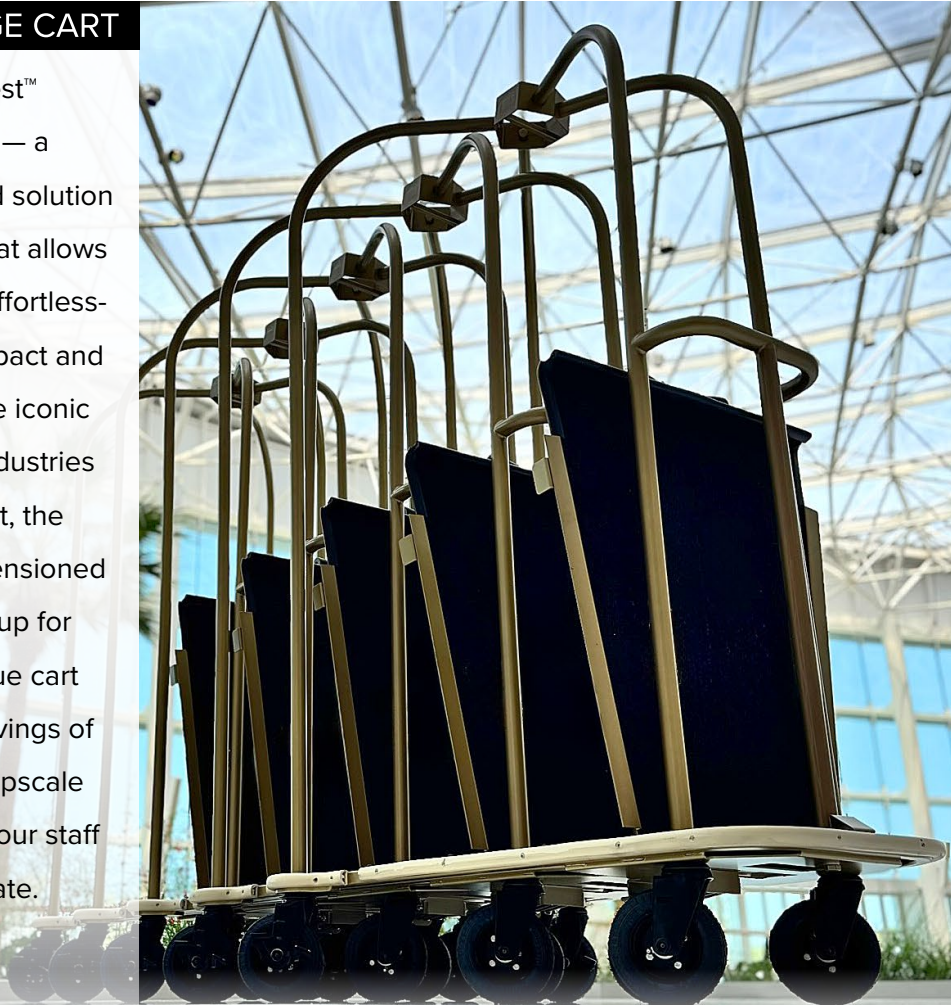 GE CART
st™
— a
solution
at allows
ffortless-
pact and
iconic
dustries
t, the
ensioned
up for
ue cart
vings of
pscale
our staff
ate.